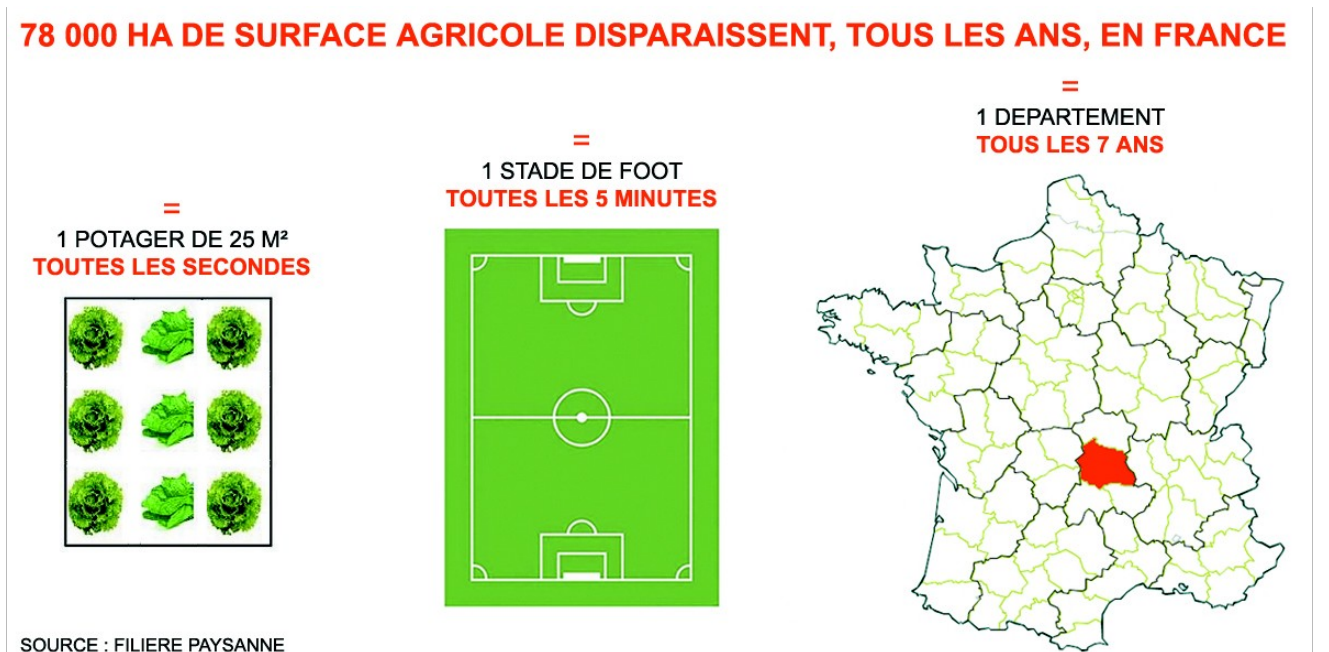 78 000 HA DE SURFACE AGRICOLE DISPARAISSENT, TOUS LES ANS, EN FRANCE
=
1 POTAGER DE 25 M²
TOUTES LES SECONDES
=
1 STADE DE FOOT
TOUTES LES 5 MINUTES
=
1 DEPARTEMENT
TOUS LES 7 ANS
SOURCE : FILIERE PAYSANNE